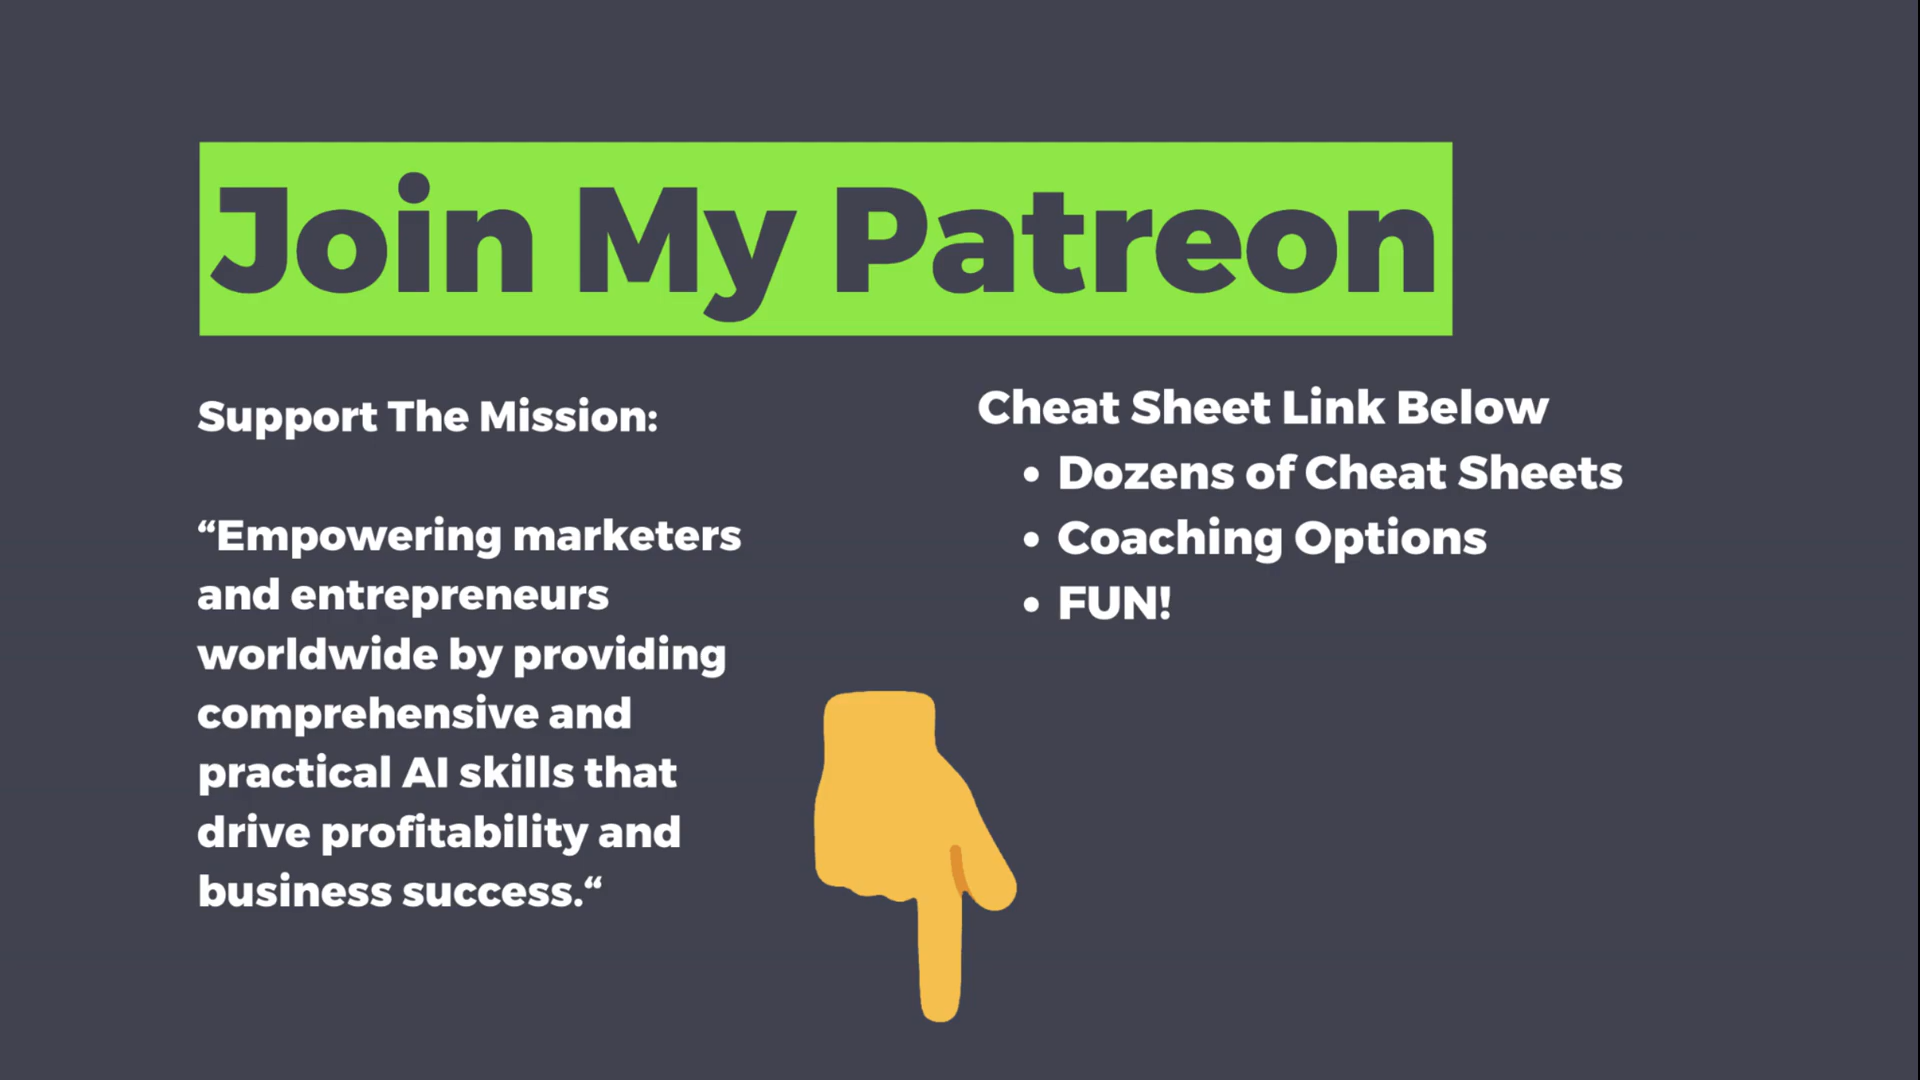 Join My Patreon
Support The Mission:
“Empowering marketers
and entrepreneurs
worldwide by providing
comprehensive and
practical AI skills that
drive profitability and
business success.“
Cheat Sheet Link Below
• Dozens of Cheat Sheets
• Coaching Options
• FUN!